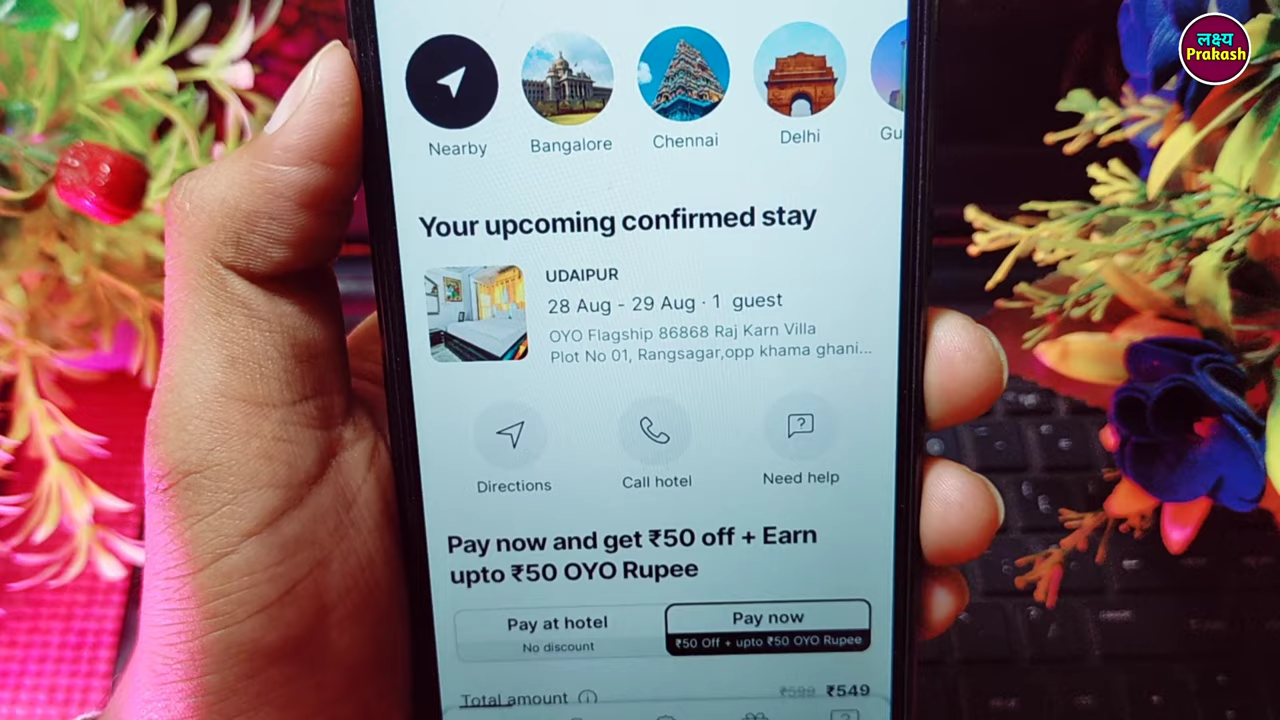 लक्ष्य
Prakash
Nearby
Bangalore
Chennai
Delhi
Gu
Your upcoming confirmed stay
UDAIPUR
28 Aug - 29 Aug · 1 guest
OYO Flagship 86868 Raj Karn Villa
Plot No 01, Rangsagar,opp khama ghani...
Directions
Call hotel
Need help
Pay now and get ₹50 off + Earn
upto ₹50 OYO Rupee
Pay at hotel
No discount
Pay now
₹50 Off + upto ₹50 OYO Rupee
Total amount
₹599 ₹549